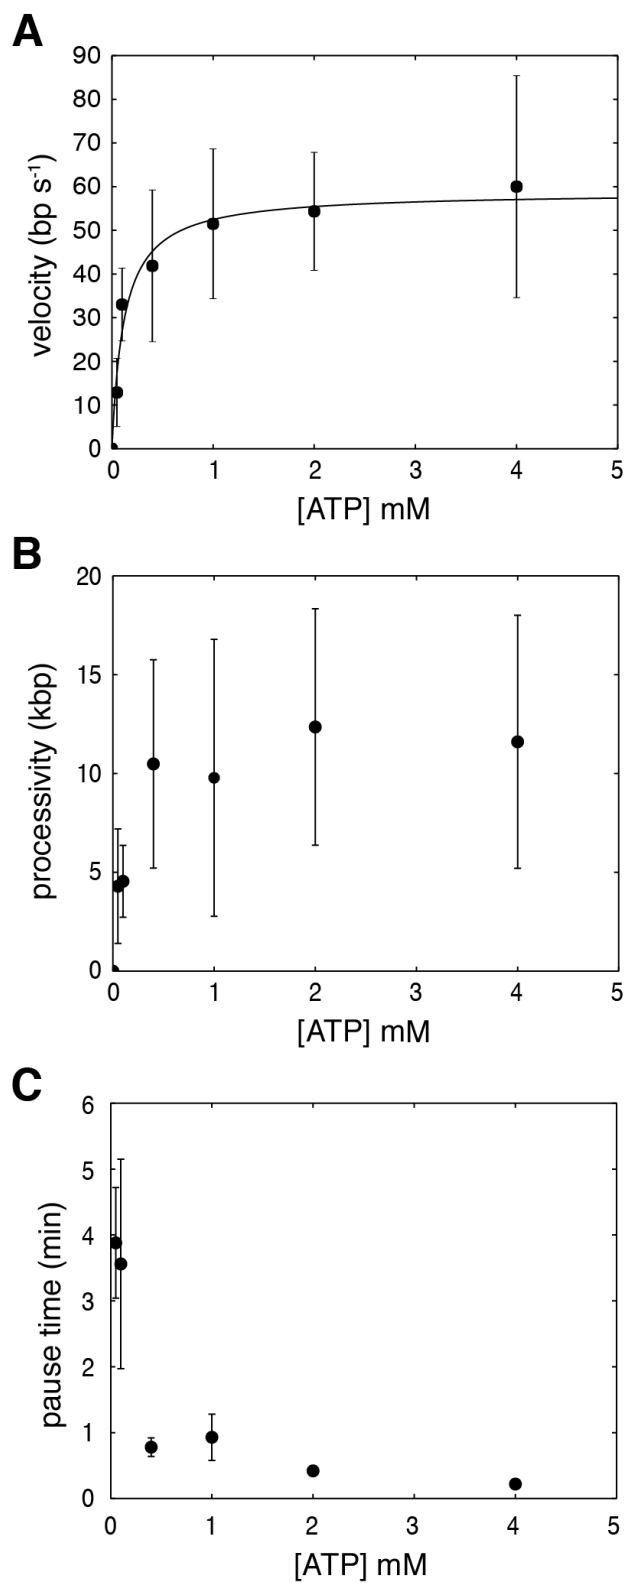 A
velocity (bp s-1)
90
80
70
60
50
40
30
20
10
0
0 1 2 3 4 5
[ATP] mM
B
processivity (kbp)
20
15
10
5
0
0 1 2 3 4 5
[ATP] mM
C
pause time (min)
6
5
4
3
2
1
0
0 1 2 3 4 5
[ATP] mM